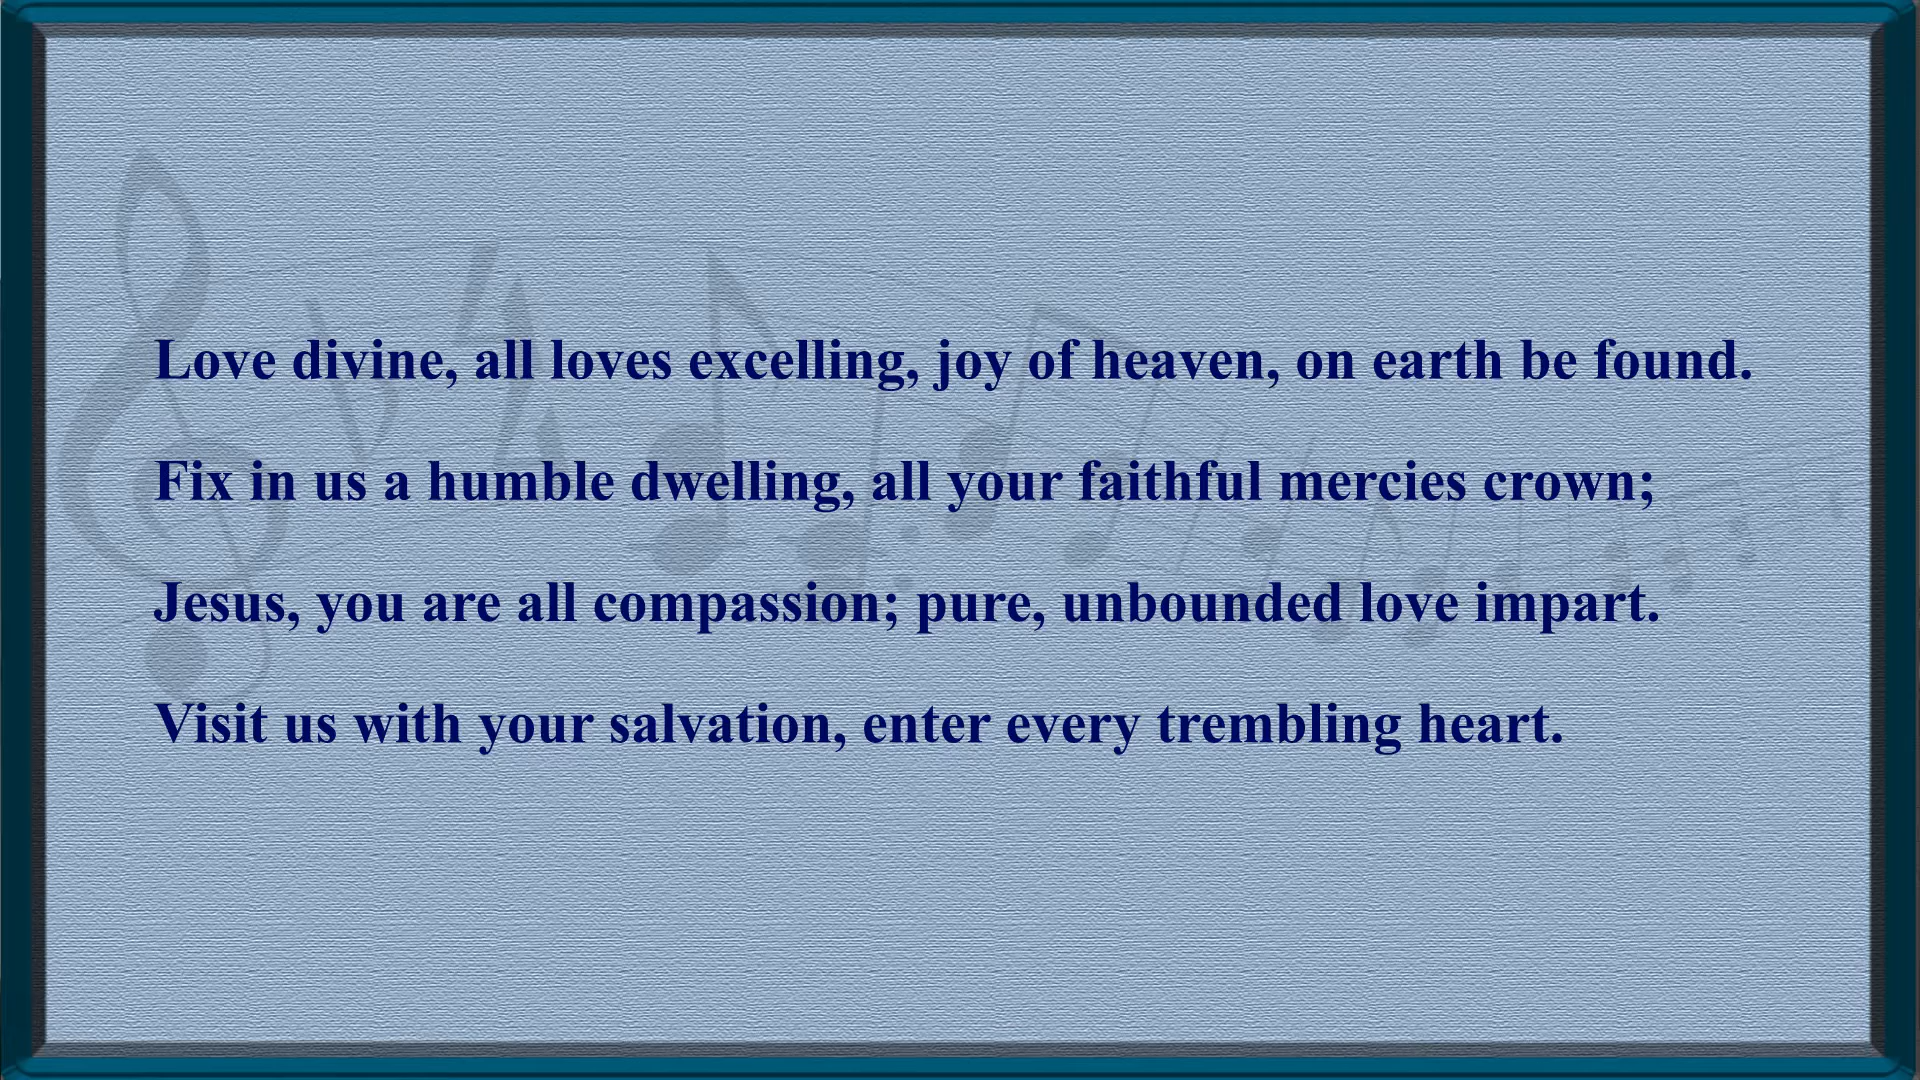 Love divine, all loves excelling, joy of heaven, on earth be found.
Fix in us a humble dwelling, all your faithful mercies crown;
Jesus, you are all compassion; pure, unbounded love impart.
Visit us with your salvation, enter every trembling heart.